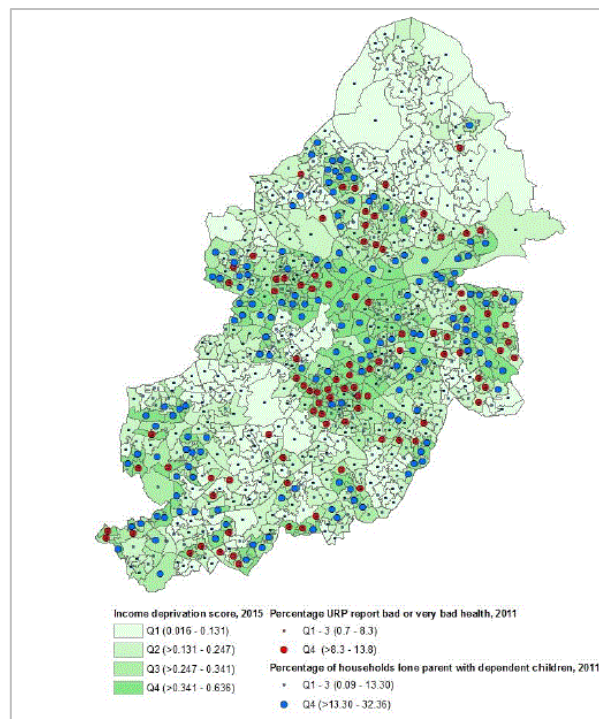 Income deprivation score, 2015
Q1 (0.016 - 0.131)
Q2 (>0.131 - 0.247)
Q3 (>0.247 - 0.341)
Q4 (>0.341 - 0.636)
Percentage URP report bad or very bad health, 2011
Q1 - 3 (0.7 - 8.3)
Q4 (>8.3 - 13.8)
Percentage of households lone parent with dependent children, 2011
Q1 - 3 (0.09 - 13.30)
Q4 (>13.30 - 32.36)